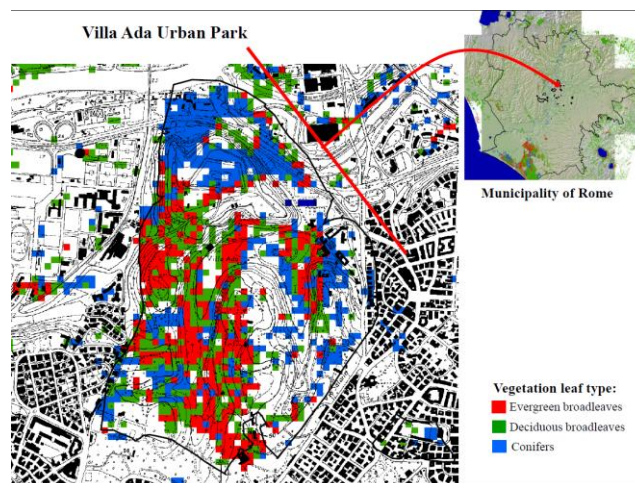 Villa Ada Urban Park
Municipality of Rome
Vegetation leaf type:
Evergreen broadleaves
Deciduous broadleaves
Conifers